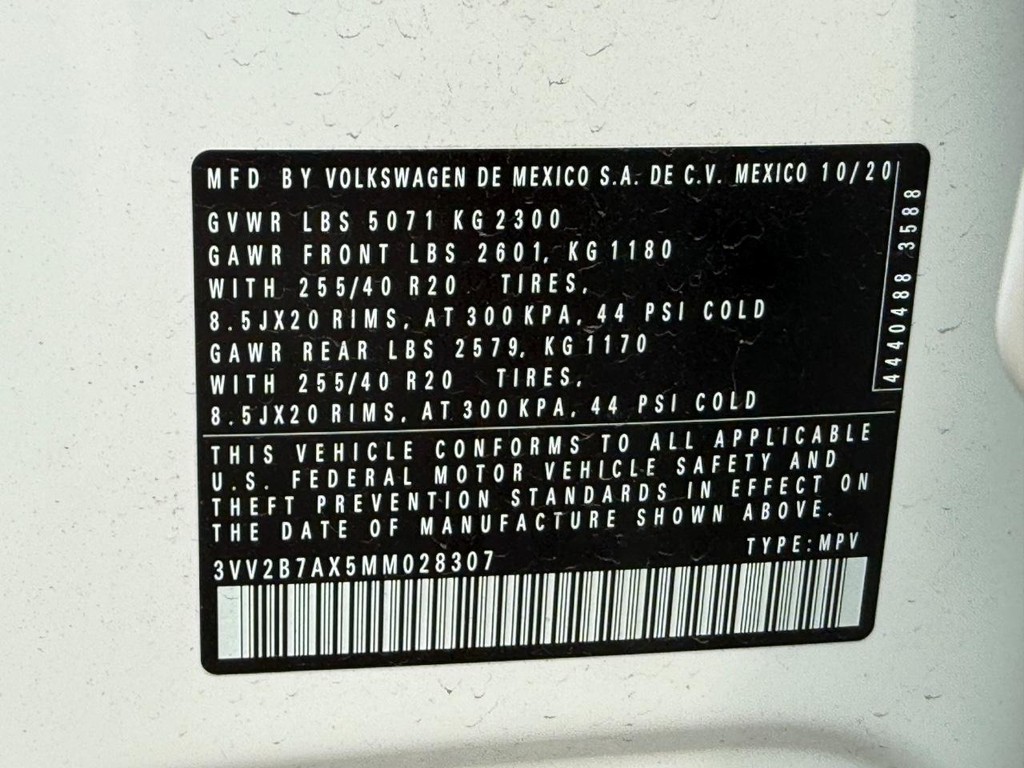 MFD BY VOLKSWAGEN DE MEXICO S.A. DE C.V. MEXICO 10/20
GVWR LBS 5071 KG 2300
GAWR FRONT LBS 2601, KG 1180
WITH 255/40 R20 TIRES,
8.5JX20 RIMS, AT 300 KPA, 44 PSI COLD
GAWR REAR LBS 2579, KG 1170
WITH 255/40 R20 TIRES,
8.5JX20 RIMS, AT 300 KPA, 44 PSI COLD
4440488 3588
THIS VEHICLE CONFORMS TO ALL APPLICABLE
U.S. FEDERAL MOTOR VEHICLE SAFETY AND
THEFT PREVENTION STANDARDS IN EFFECT ON
THE DATE OF MANUFACTURE SHOWN ABOVE.
TYPE:MPV
3VV2B7AX5MM028307